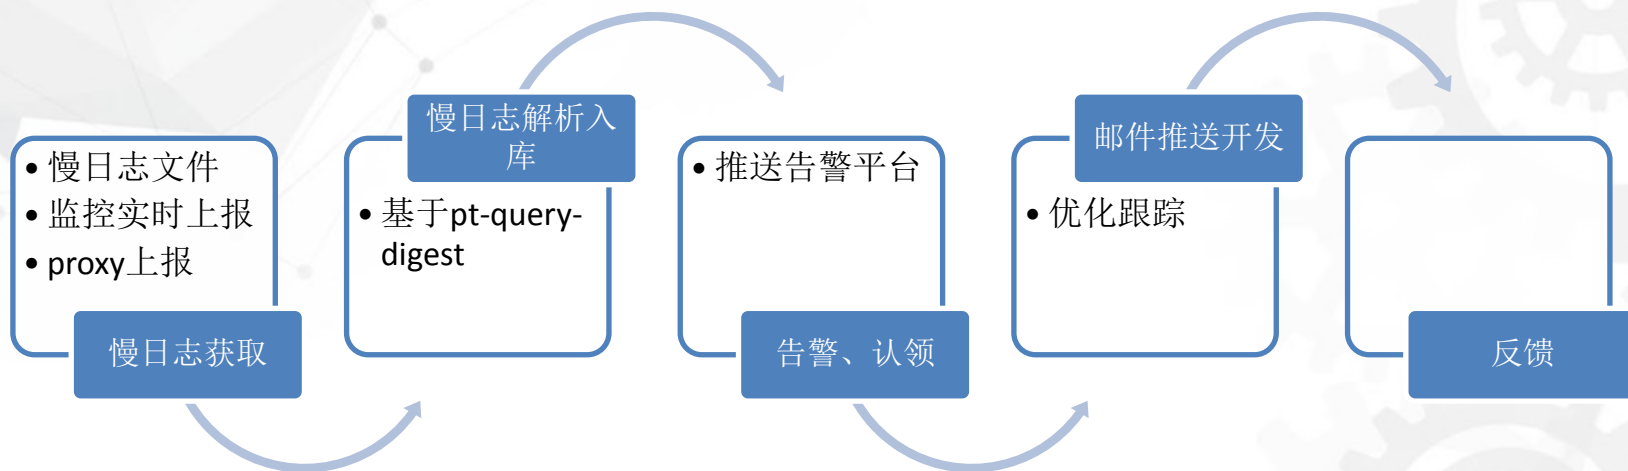 • 慢日志文件
• 监控实时上报
• proxy上报
慢日志获取
慢日志解析入
库
• 基于pt-query-
digest
• 推送告警平台
告警、认领
邮件推送开发
• 优化跟踪
反馈